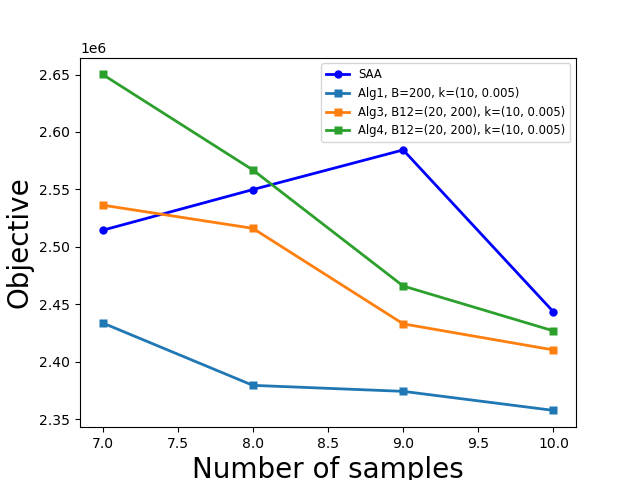 1e6
2.65
2.60
2.55
2.50
2.45
2.40
2.35
Objective
SAA
Alg1, B=200, k=(10, 0.005)
Alg3, B12=(20, 200), k=(10, 0.005)
Alg4, B12=(20, 200), k=(10, 0.005)
7.0 7.5 8.0 8.5 9.0 9.5 10.0
Number of samples